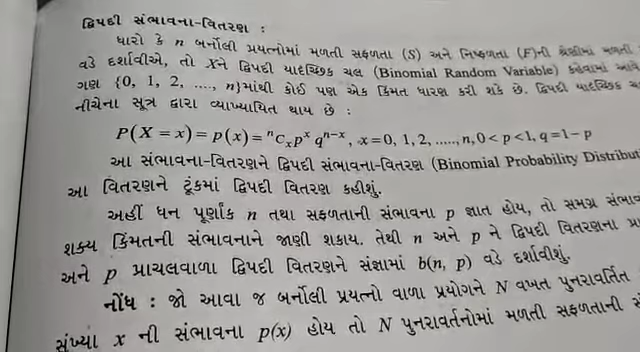 દ્વિપદી સંભાવના-વિતરણ :
ધારો કે n બર્નોલી પ્રયત્નોમાં મળતી સફળતા (S) અને નિષ્ફળતા (F)ની શ્રેણીમાં મળતી
વડે દર્શાવીએ, તો Xને દ્વિપદી યાદચ્છિક ચલ (Binomial Random Variable) કહેવામાં આવે
ગણ {0, 1, 2, ...., n}માંથી કોઈ પણ એક કિંમત ધારણ કરી શકે છે. દ્વિપદી યાદચ્છિક
નીચેના સૂત્ર દ્વારા વ્યાખ્યાયિત થાય છે :
P(X = x) = p(x) = ⁿCₓpˣ qⁿ⁻ˣ, x = 0, 1, 2, ....., n, 0 < p < 1, q = 1 – p
આ સંભાવના-વિતરણને દ્વિપદી સંભાવના-વિતરણ (Binomial Probability Distribut
આ વિતરણને ટૂંકમાં દ્વિપદી વિતરણ કહીશું.
અહીં ધન પૂર્ણાંક n તથા સફળતાની સંભાવના p જ્ઞાત હોય, તો સમગ્ર સંભાવ
શક્ય કિંમતની સંભાવનાને જાણી શકાય. તેથી n અને p ને દ્વિપદી વિતરણના પ્ર
અને p પ્રાચલવાળા દ્વિપદી વિતરણને સંજ્ઞામાં b(n, p) વડે દર્શાવીશું.
નોંધ : જો આવા જ બર્નોલી પ્રયત્નો વાળા પ્રયોગને N વખત પુનરાવર્તિત
સંખ્યા x ની સંભાવના p(x) હોય તો N પુનરાવર્તનોમાં મળતી સફળતાની